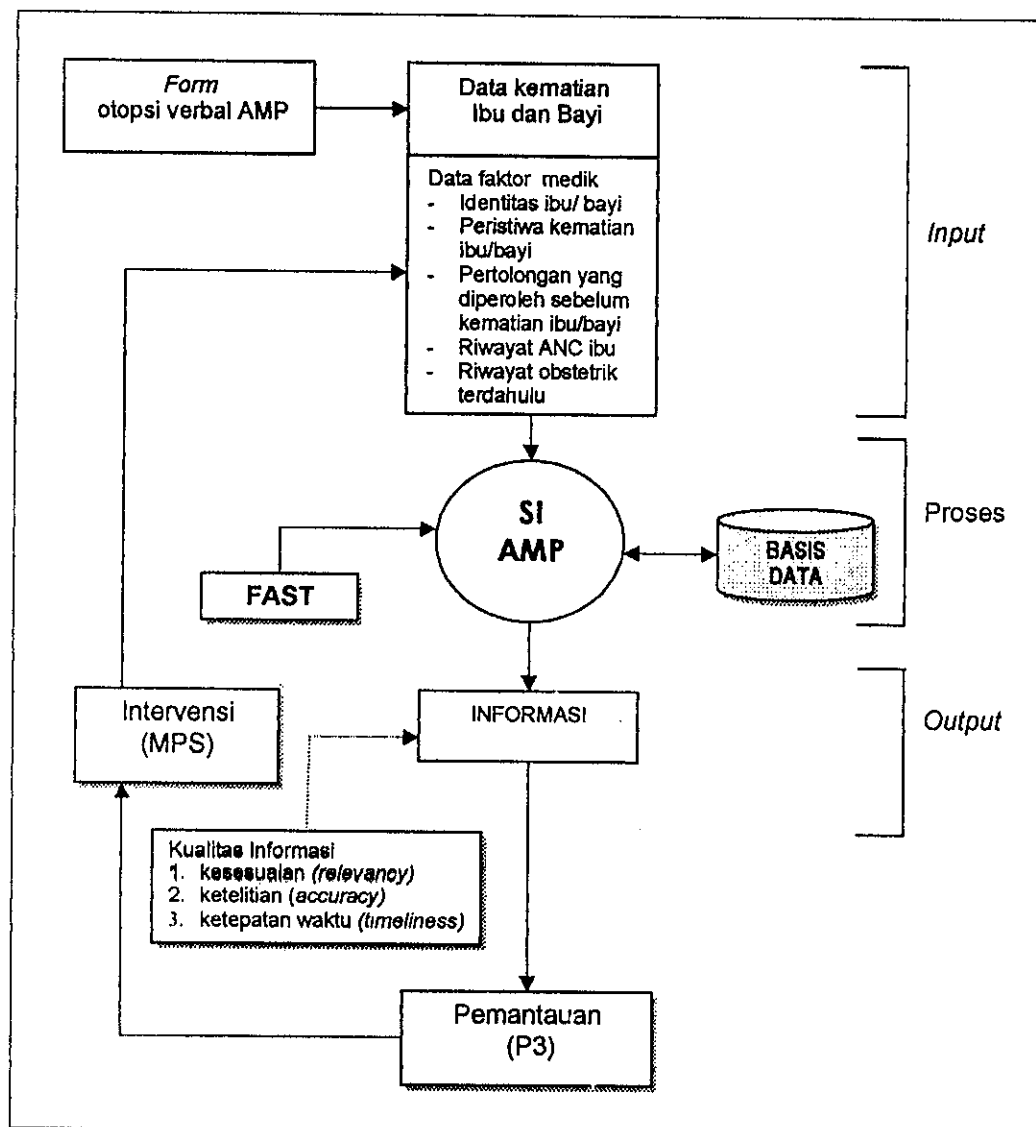 Form
otopsi verbal AMP
Data kematian
Ibu dan Bayi
Data faktor medik
- Identitas ibu/ bayi
- Peristiwa kematian
ibu/bayi
- Pertolongan yang
diperoleh sebelum
kematian ibu/bayi
- Riwayat ANC ibu
- Riwayat obstetrik
terdahulu
Input
SI
AMP
FAST
BASIS
DATA
Proses
Intervensi
(MPS)
INFORMASI
Output
Kualitas Informasi
1. kesesuaian (relevancy)
2. ketelitian (accuracy)
3. ketepatan waktu (timeliness)
Pemantauan
(P3)